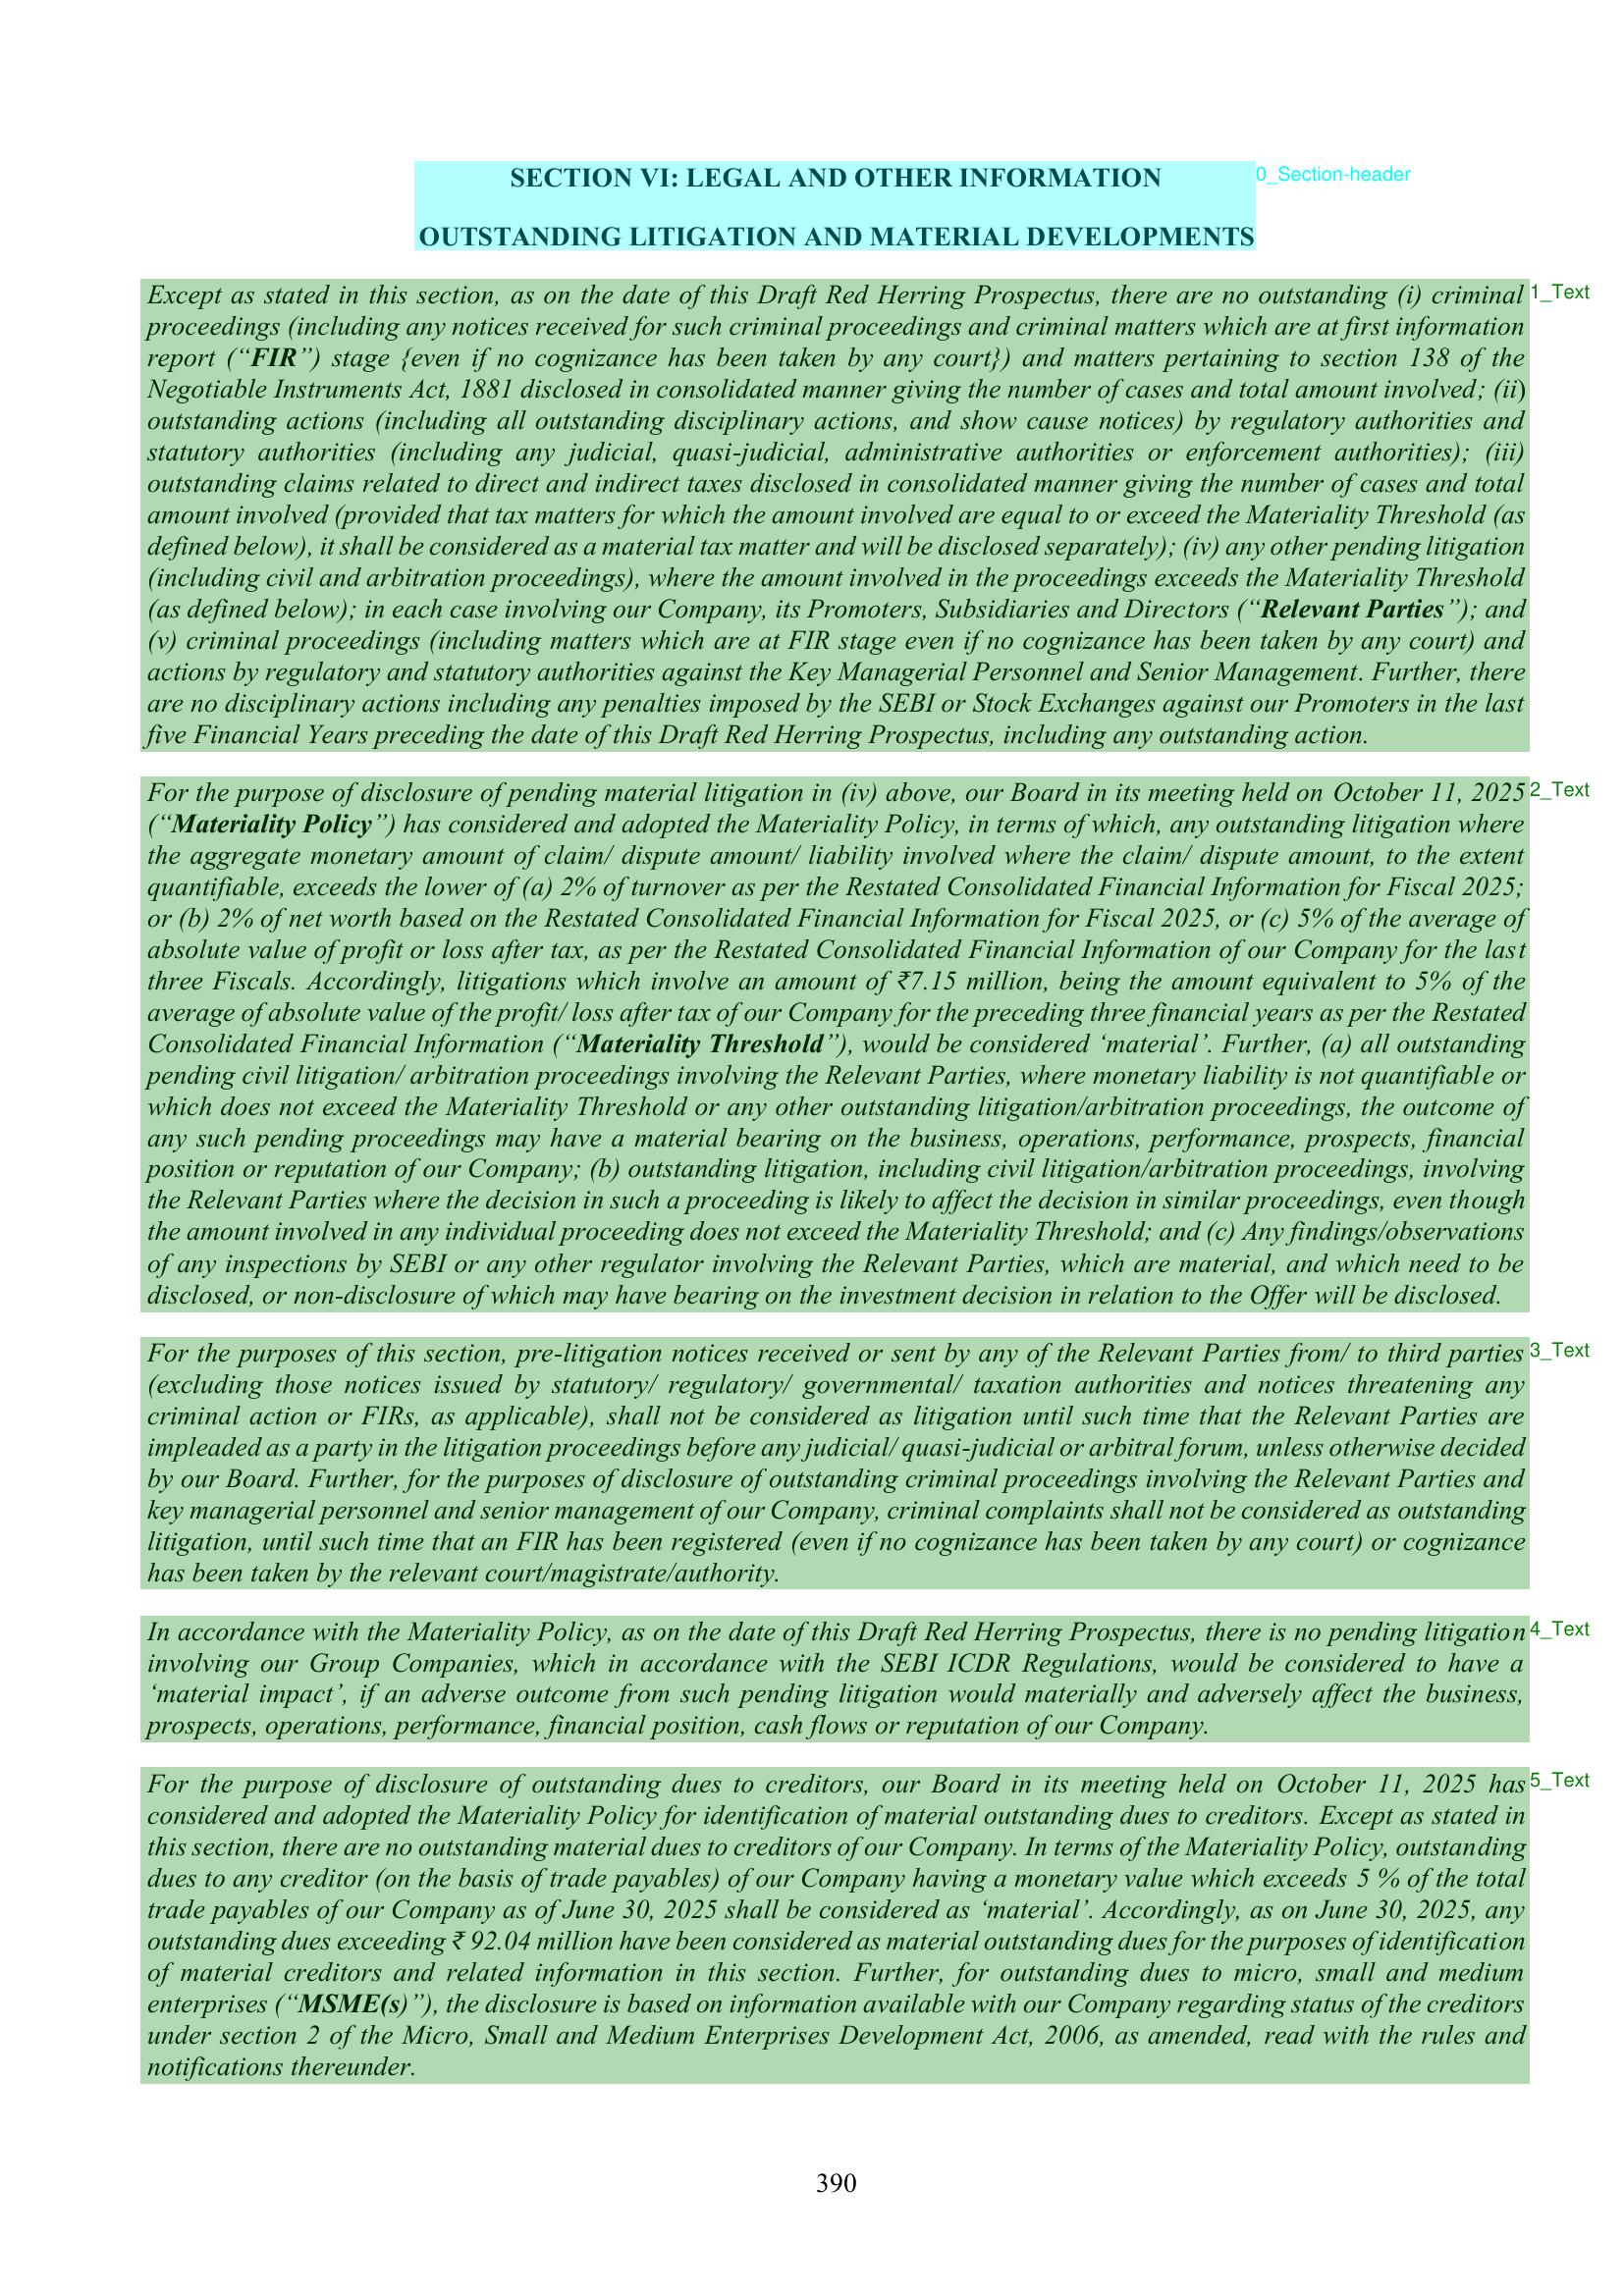 SECTION VI: LEGAL AND OTHER INFORMATION
0_Section-header
OUTSTANDING LITIGATION AND MATERIAL DEVELOPMENTS
1_Text
Except as stated in this section, as on the date of this Draft Red Herring Prospectus, there are no outstanding (i) criminal
proceedings (including any notices received for such criminal proceedings and criminal matters which are at first information
report (“FIR”) stage {even if no cognizance has been taken by any court}) and matters pertaining to section 138 of the
Negotiable Instruments Act, 1881 disclosed in consolidated manner giving the number of cases and total amount involved; (ii)
outstanding actions (including all outstanding disciplinary actions, and show cause notices) by regulatory authorities and
statutory authorities (including any judicial, quasi-judicial, administrative authorities or enforcement authorities); (iii)
outstanding claims related to direct and indirect taxes disclosed in consolidated manner giving the number of cases and total
amount involved (provided that tax matters for which the amount involved are equal to or exceed the Materiality Threshold (as
defined below), it shall be considered as a material tax matter and will be disclosed separately); (iv) any other pending litigation
(including civil and arbitration proceedings), where the amount involved in the proceedings exceeds the Materiality Threshold
(as defined below); in each case involving our Company, its Promoters, Subsidiaries and Directors (“Relevant Parties”); and
(v) criminal proceedings (including matters which are at FIR stage even if no cognizance has been taken by any court) and
actions by regulatory and statutory authorities against the Key Managerial Personnel and Senior Management. Further, there
are no disciplinary actions including any penalties imposed by the SEBI or Stock Exchanges against our Promoters in the last
five Financial Years preceding the date of this Draft Red Herring Prospectus, including any outstanding action.
2_Text
For the purpose of disclosure of pending material litigation in (iv) above, our Board in its meeting held on October 11, 2025
(“Materiality Policy”) has considered and adopted the Materiality Policy, in terms of which, any outstanding litigation where
the aggregate monetary amount of claim/ dispute amount/ liability involved where the claim/ dispute amount, to the extent
quantifiable, exceeds the lower of (a) 2% of turnover as per the Restated Consolidated Financial Information for Fiscal 2025;
or (b) 2% of net worth based on the Restated Consolidated Financial Information for Fiscal 2025, or (c) 5% of the average of
absolute value of profit or loss after tax, as per the Restated Consolidated Financial Information of our Company for the last
three Fiscals. Accordingly, litigations which involve an amount of ₹7.15 million, being the amount equivalent to 5% of the
average of absolute value of the profit/ loss after tax of our Company for the preceding three financial years as per the Restated
Consolidated Financial Information (“Materiality Threshold”), would be considered ‘material’. Further, (a) all outstanding
pending civil litigation/ arbitration proceedings involving the Relevant Parties, where monetary liability is not quantifiable or
which does not exceed the Materiality Threshold or any other outstanding litigation/arbitration proceedings, the outcome of
any such pending proceedings may have a material bearing on the business, operations, performance, prospects, financial
position or reputation of our Company; (b) outstanding litigation, including civil litigation/arbitration proceedings, involving
the Relevant Parties where the decision in such a proceeding is likely to affect the decision in similar proceedings, even though
the amount involved in any individual proceeding does not exceed the Materiality Threshold; and (c) Any findings/observations
of any inspections by SEBI or any other regulator involving the Relevant Parties, which are material, and which need to be
disclosed, or non-disclosure of which may have bearing on the investment decision in relation to the Offer will be disclosed.
3_Text
For the purposes of this section, pre-litigation notices received or sent by any of the Relevant Parties from/ to third parties
(excluding those notices issued by statutory/ regulatory/ governmental/ taxation authorities and notices threatening any
criminal action or FIRs, as applicable), shall not be considered as litigation until such time that the Relevant Parties are
impleaded as a party in the litigation proceedings before any judicial/ quasi-judicial or arbitral forum, unless otherwise decided
by our Board. Further, for the purposes of disclosure of outstanding criminal proceedings involving the Relevant Parties and
key managerial personnel and senior management of our Company, criminal complaints shall not be considered as outstanding
litigation, until such time that an FIR has been registered (even if no cognizance has been taken by any court) or cognizance
has been taken by the relevant court/magistrate/authority.
4_Text
In accordance with the Materiality Policy, as on the date of this Draft Red Herring Prospectus, there is no pending litigation
involving our Group Companies, which in accordance with the SEBI ICDR Regulations, would be considered to have a
‘material impact’, if an adverse outcome from such pending litigation would materially and adversely affect the business,
prospects, operations, performance, financial position, cash flows or reputation of our Company.
5_Text
For the purpose of disclosure of outstanding dues to creditors, our Board in its meeting held on October 11, 2025 has
considered and adopted the Materiality Policy for identification of material outstanding dues to creditors. Except as stated in
this section, there are no outstanding material dues to creditors of our Company. In terms of the Materiality Policy, outstanding
dues to any creditor (on the basis of trade payables) of our Company having a monetary value which exceeds 5 % of the total
trade payables of our Company as of June 30, 2025 shall be considered as ‘material’. Accordingly, as on June 30, 2025, any
outstanding dues exceeding ₹ 92.04 million have been considered as material outstanding dues for the purposes of identification
of material creditors and related information in this section. Further, for outstanding dues to micro, small and medium
enterprises (“MSME(s)”), the disclosure is based on information available with our Company regarding status of the creditors
under section 2 of the Micro, Small and Medium Enterprises Development Act, 2006, as amended, read with the rules and
notifications thereunder.
390